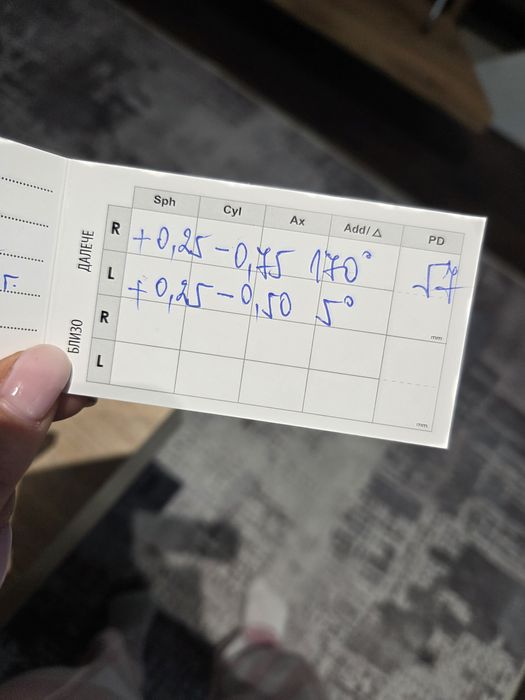 Sph Cyl Ax Add/△ PD
ДАЛЕЧЕ
R +0,25 -0,75 170° 57
L +0,25 -0,50 5°
mm
БЛИЗО
R
L
mm